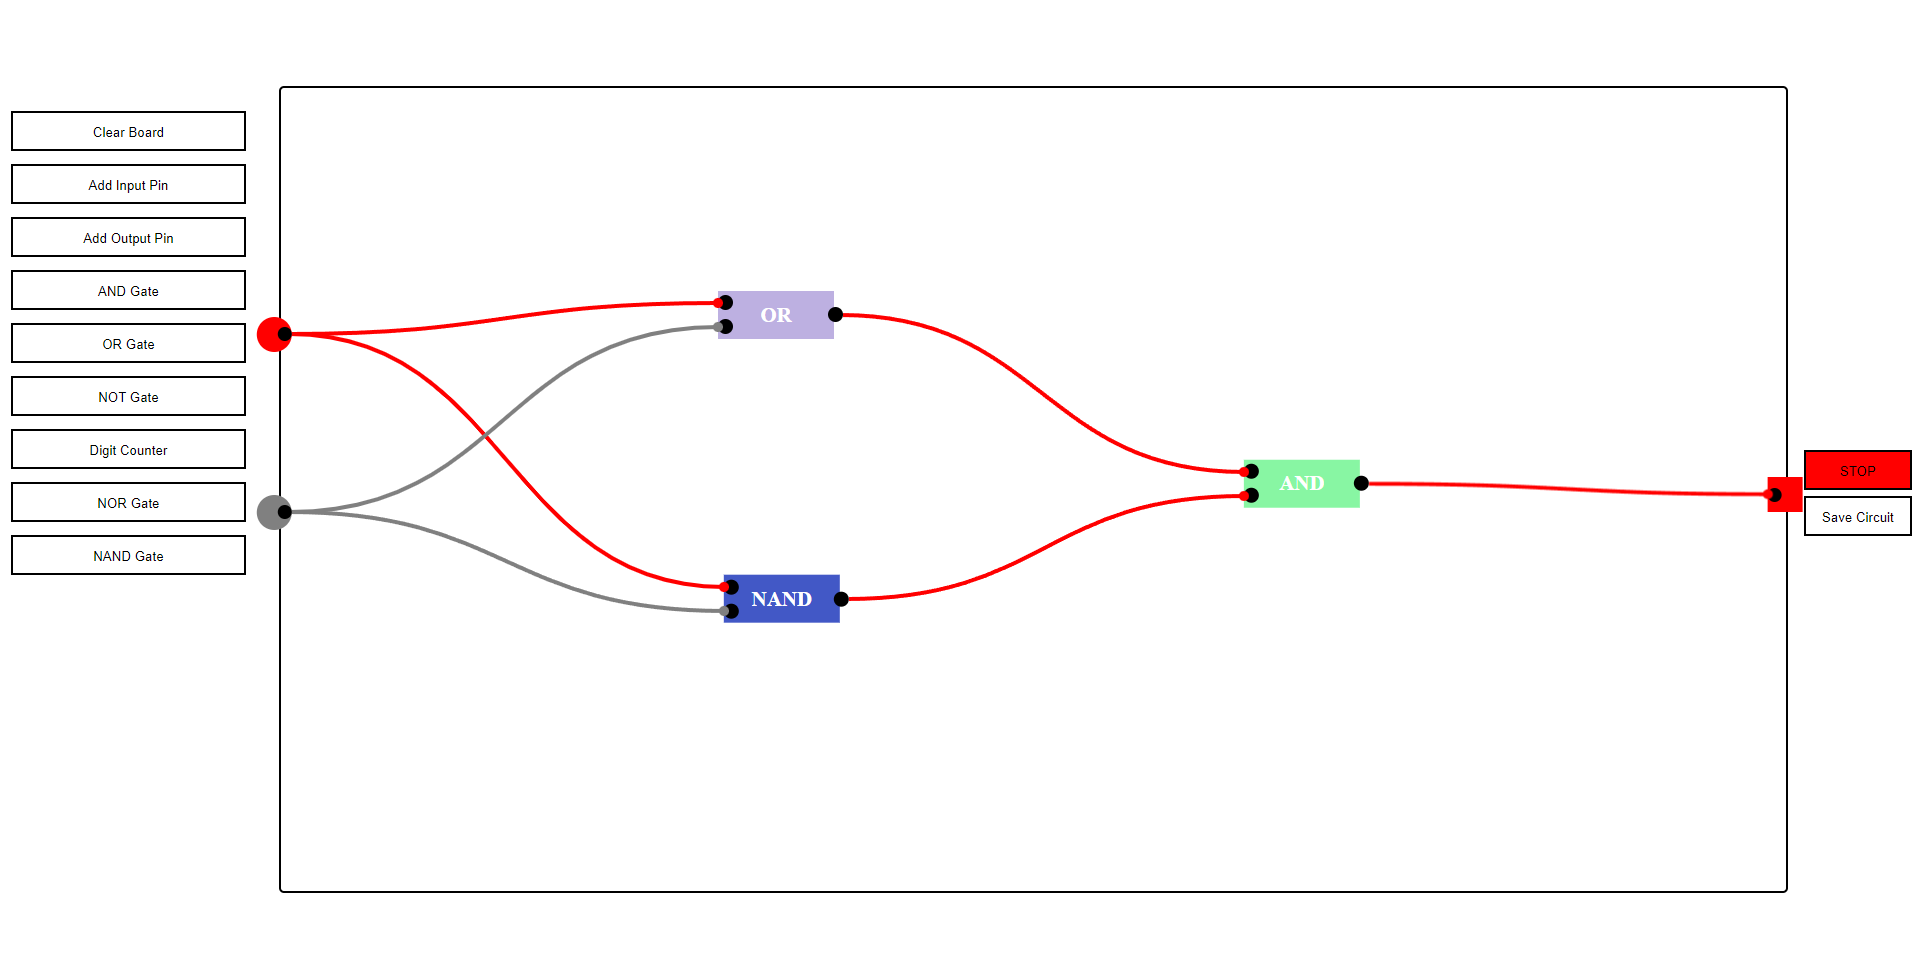 Clear Board
Add Input Pin
Add Output Pin
AND Gate
OR Gate
NOT Gate
Digit Counter
NOR Gate
NAND Gate
OR
NAND
AND
STOP
Save Circuit